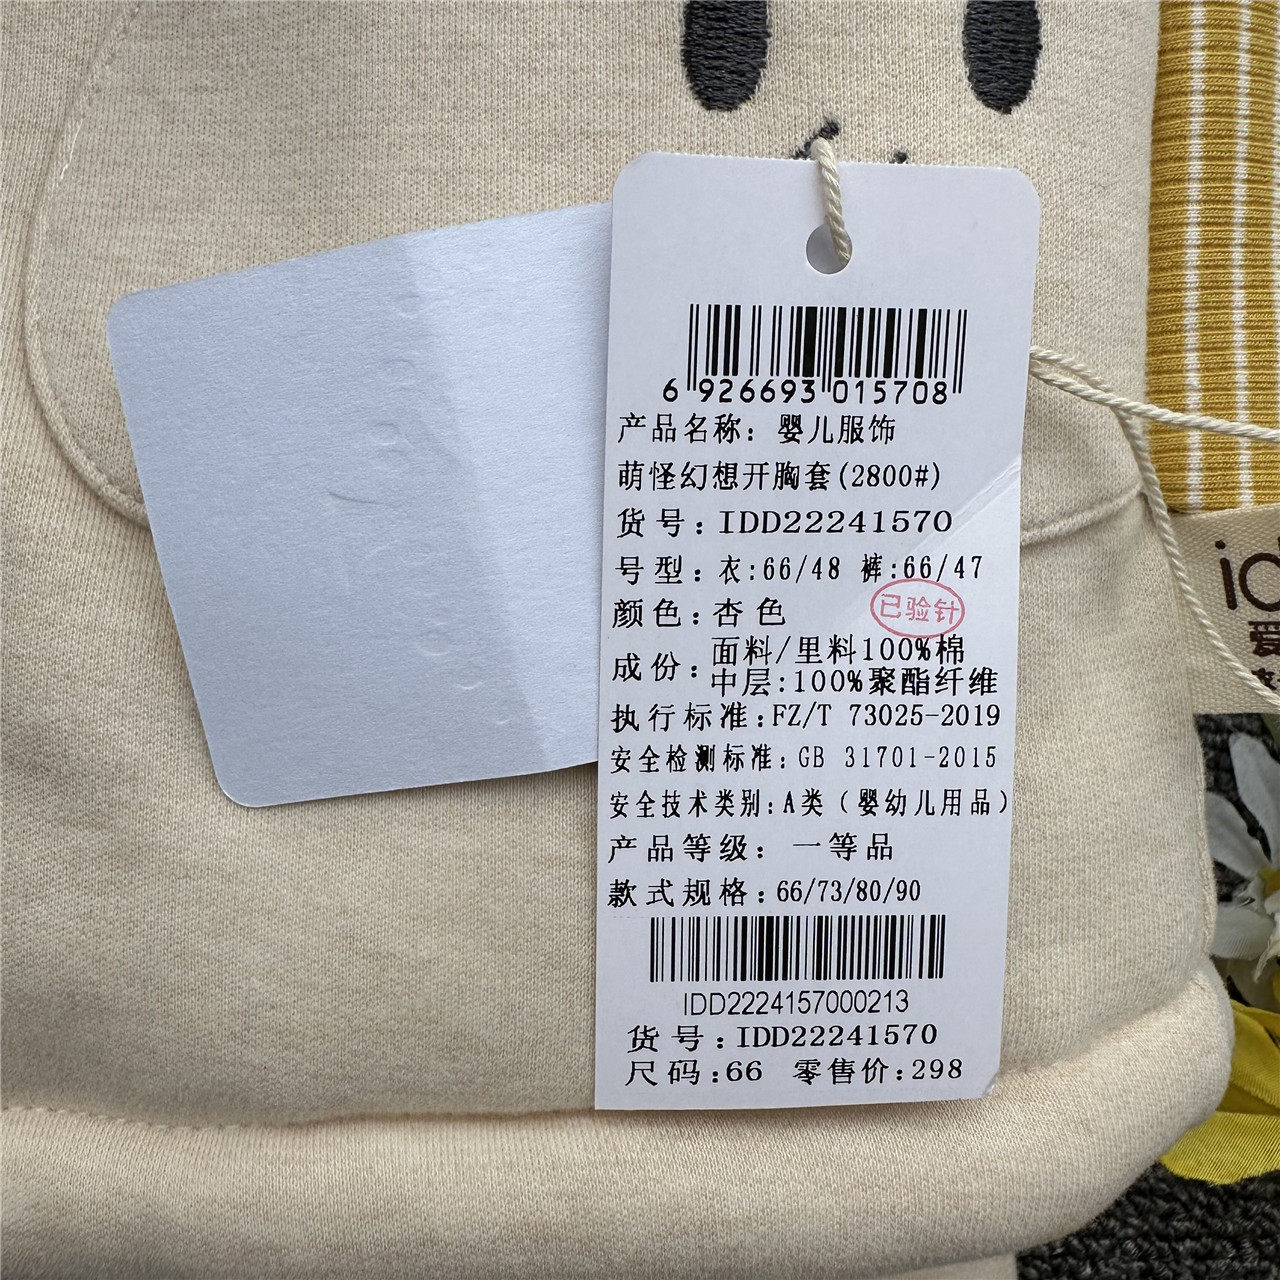 6 926693 015708
产品名称：婴儿服饰
萌怪幻想开胸套(2800#)
货号：IDD22241570
号型：衣:66/48 裤:66/47
颜色：杏色
已验针
成份：面料/里料100%棉
中层:100%聚酯纤维
执行标准:FZ/T 73025-2019
安全检测标准:GB 31701-2015
安全技术类别:A类（婴幼儿用品）
产品等级：一等品
款式规格:66/73/80/90
IDD2224157000213
货号:IDD22241570
尺码:66 零售价:298
id
爱